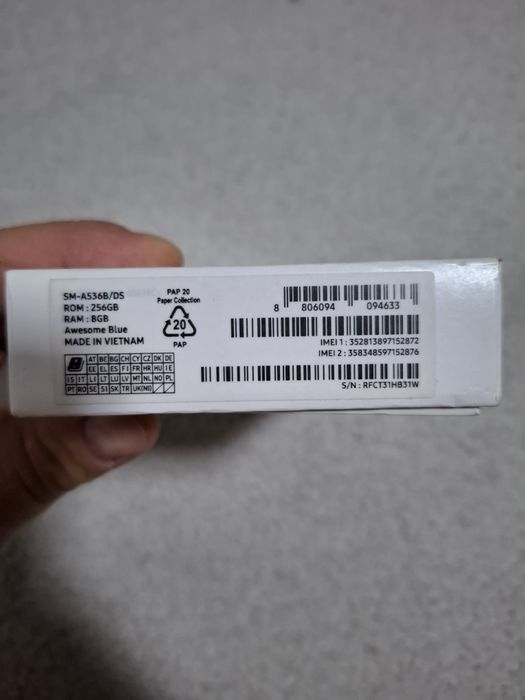 SM-A536B/DS
ROM : 256GB
RAM : 8GB
Awesome Blue
MADE IN VIETNAM
PAP 20
Paper Collection
20
PAP
AT BE BG CH CY CZ DK DE
EE EL ES FI FR HR HU IE
IS IT LI LT LU LV MT NL NO PL
PT RO SE SI SK TR UK(NI)
8 806094 094633
IMEI 1 : 352813897152872
IMEI 2 : 358348597152876
S/N : RFCT31HB31W